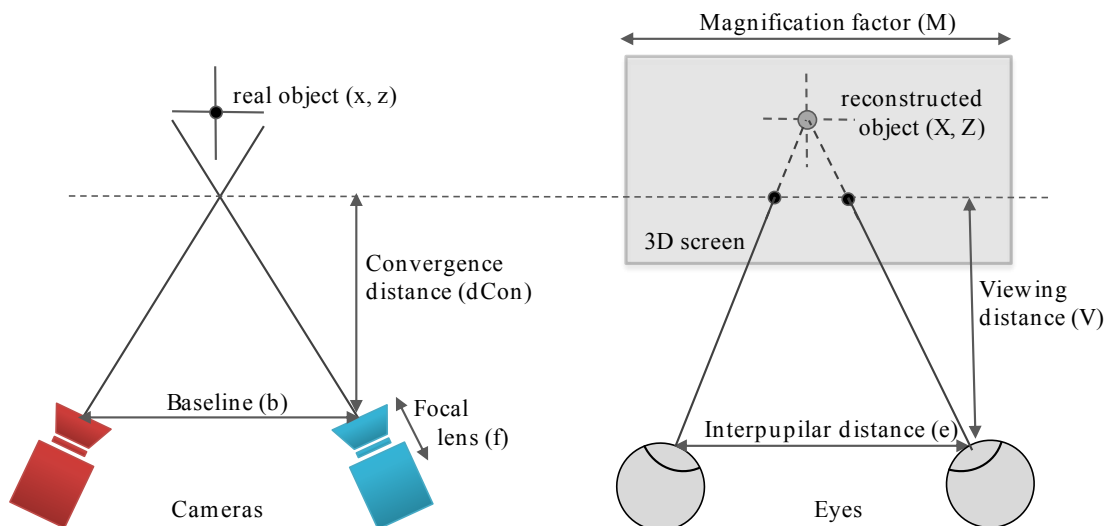 Magnification factor (M)
real object (x, z)
reconstructed
object (X, Z)
3D screen
Convergence
distance (dCon)
Viewing
distance (V)
Baseline (b)
Focal
lens (f)
Interpupilar distance (e)
Cameras
Eyes